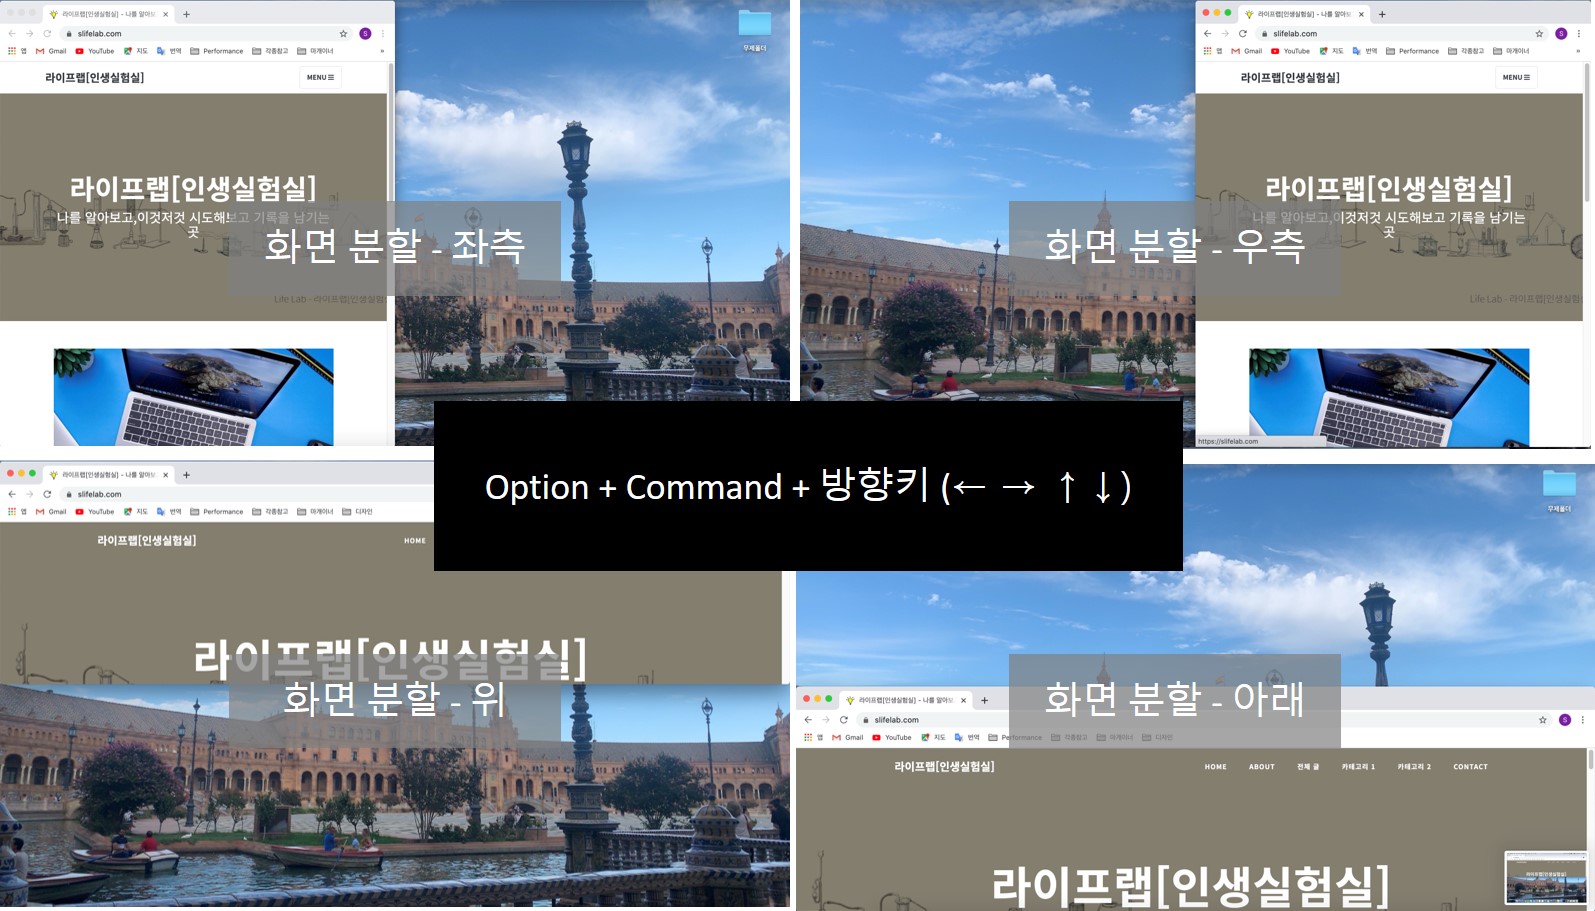 라이프랩[인생실험실] - 나를 알아보
slifelab.com
앱 Gmail YouTube 지도 번역 Performance 각종참고 마개이너 »
라이프랩[인생실험실]
MENU
라이프랩[인생실험실]
나를 알아보고,이것저것 시도해보고 기록을 남기는
곳
Life Lab - 라이프랩[인생실험
무제폴더
화면 분할 - 좌측
라이프랩[인생실험실] - 나를 알아보
slifelab.com
앱 Gmail YouTube 지도 번역 Performance 각종참고 마개이너 »
라이프랩[인생실험실]
MENU
라이프랩[인생실험실]
나를 알아보고,이것저것 시도해보고 기록을 남기는
곳
Life Lab - 라이프랩[인생실험
https://slifelab.com
화면 분할 - 우측
Option + Command + 방향키 (← → ↑ ↓)
라이프랩[인생실험실] - 나를 알아보
slifelab.com
앱 Gmail YouTube 지도 번역 Performance 각종참고 마개이너 디자인
라이프랩[인생실험실]
HOME
라이프랩[인생실험실]
화면 분할 - 위
무제폴더
화면 분할 - 아래
라이프랩[인생실험실] - 나를 알아보
slifelab.com
앱 Gmail YouTube 지도 번역 Performance 각종참고 마개이너 디자인
라이프랩[인생실험실]
HOME ABOUT 전체 글 카테고리 1 카테고리 2 CONTACT
라이프랩[인생실험실]